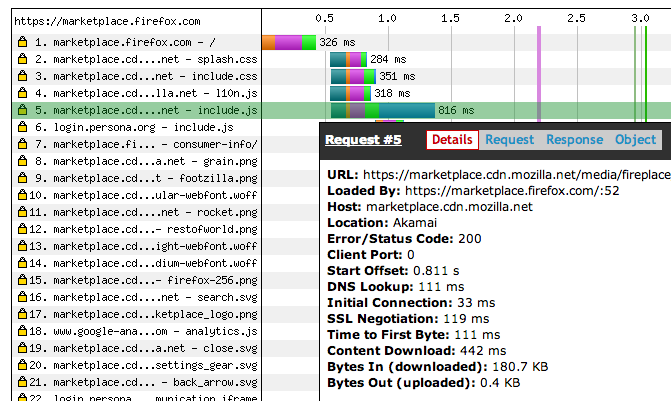 https://marketplace.firefox.com
0.5 1.0 1.5 2.0 2.5 3.0
1. marketplace.firefox.com - / 326 ms
2. marketplace.cd....net - splash.css 284 ms
3. marketplace.cd....net - include.css 351 ms
4. marketplace.cd....lla.net - l10n.js 318 ms
5. marketplace.cd....net - include.js 816 ms
6. login.persona.org - include.js
7. marketplace.fi... - consumer-info/
8. marketplace.cd...a.net - grain.png
9. marketplace.cd...t - footzilla.png
10. marketplace.cd...ular-webfont.woff
11. marketplace.cd....net - rocket.png
12. marketplace.cd... - restofworld.png
13. marketplace.cd...ight-webfont.woff
14. marketplace.cd...dium-webfont.woff
15. marketplace.cd... - firefox-256.png
16. marketplace.cd....net - search.svg
17. marketplace.cd...ketplace_logo.png
18. www.google-ana...om - analytics.js
19. marketplace.cd...a.net - close.svg
20. marketplace.cd...settings_gear.svg
21. marketplace.cd... - back_arrow.svg
22. login.persona....munication_iframe
Request #5 Details Request Response Object
URL: https://marketplace.cdn.mozilla.net/media/fireplace
Loaded By: https://marketplace.firefox.com/:52
Host: marketplace.cdn.mozilla.net
Location: Akamai
Error/Status Code: 200
Client Port: 0
Start Offset: 0.811 s
DNS Lookup: 111 ms
Initial Connection: 33 ms
SSL Negotiation: 119 ms
Time to First Byte: 111 ms
Content Download: 442 ms
Bytes In (downloaded): 180.7 KB
Bytes Out (uploaded): 0.4 KB